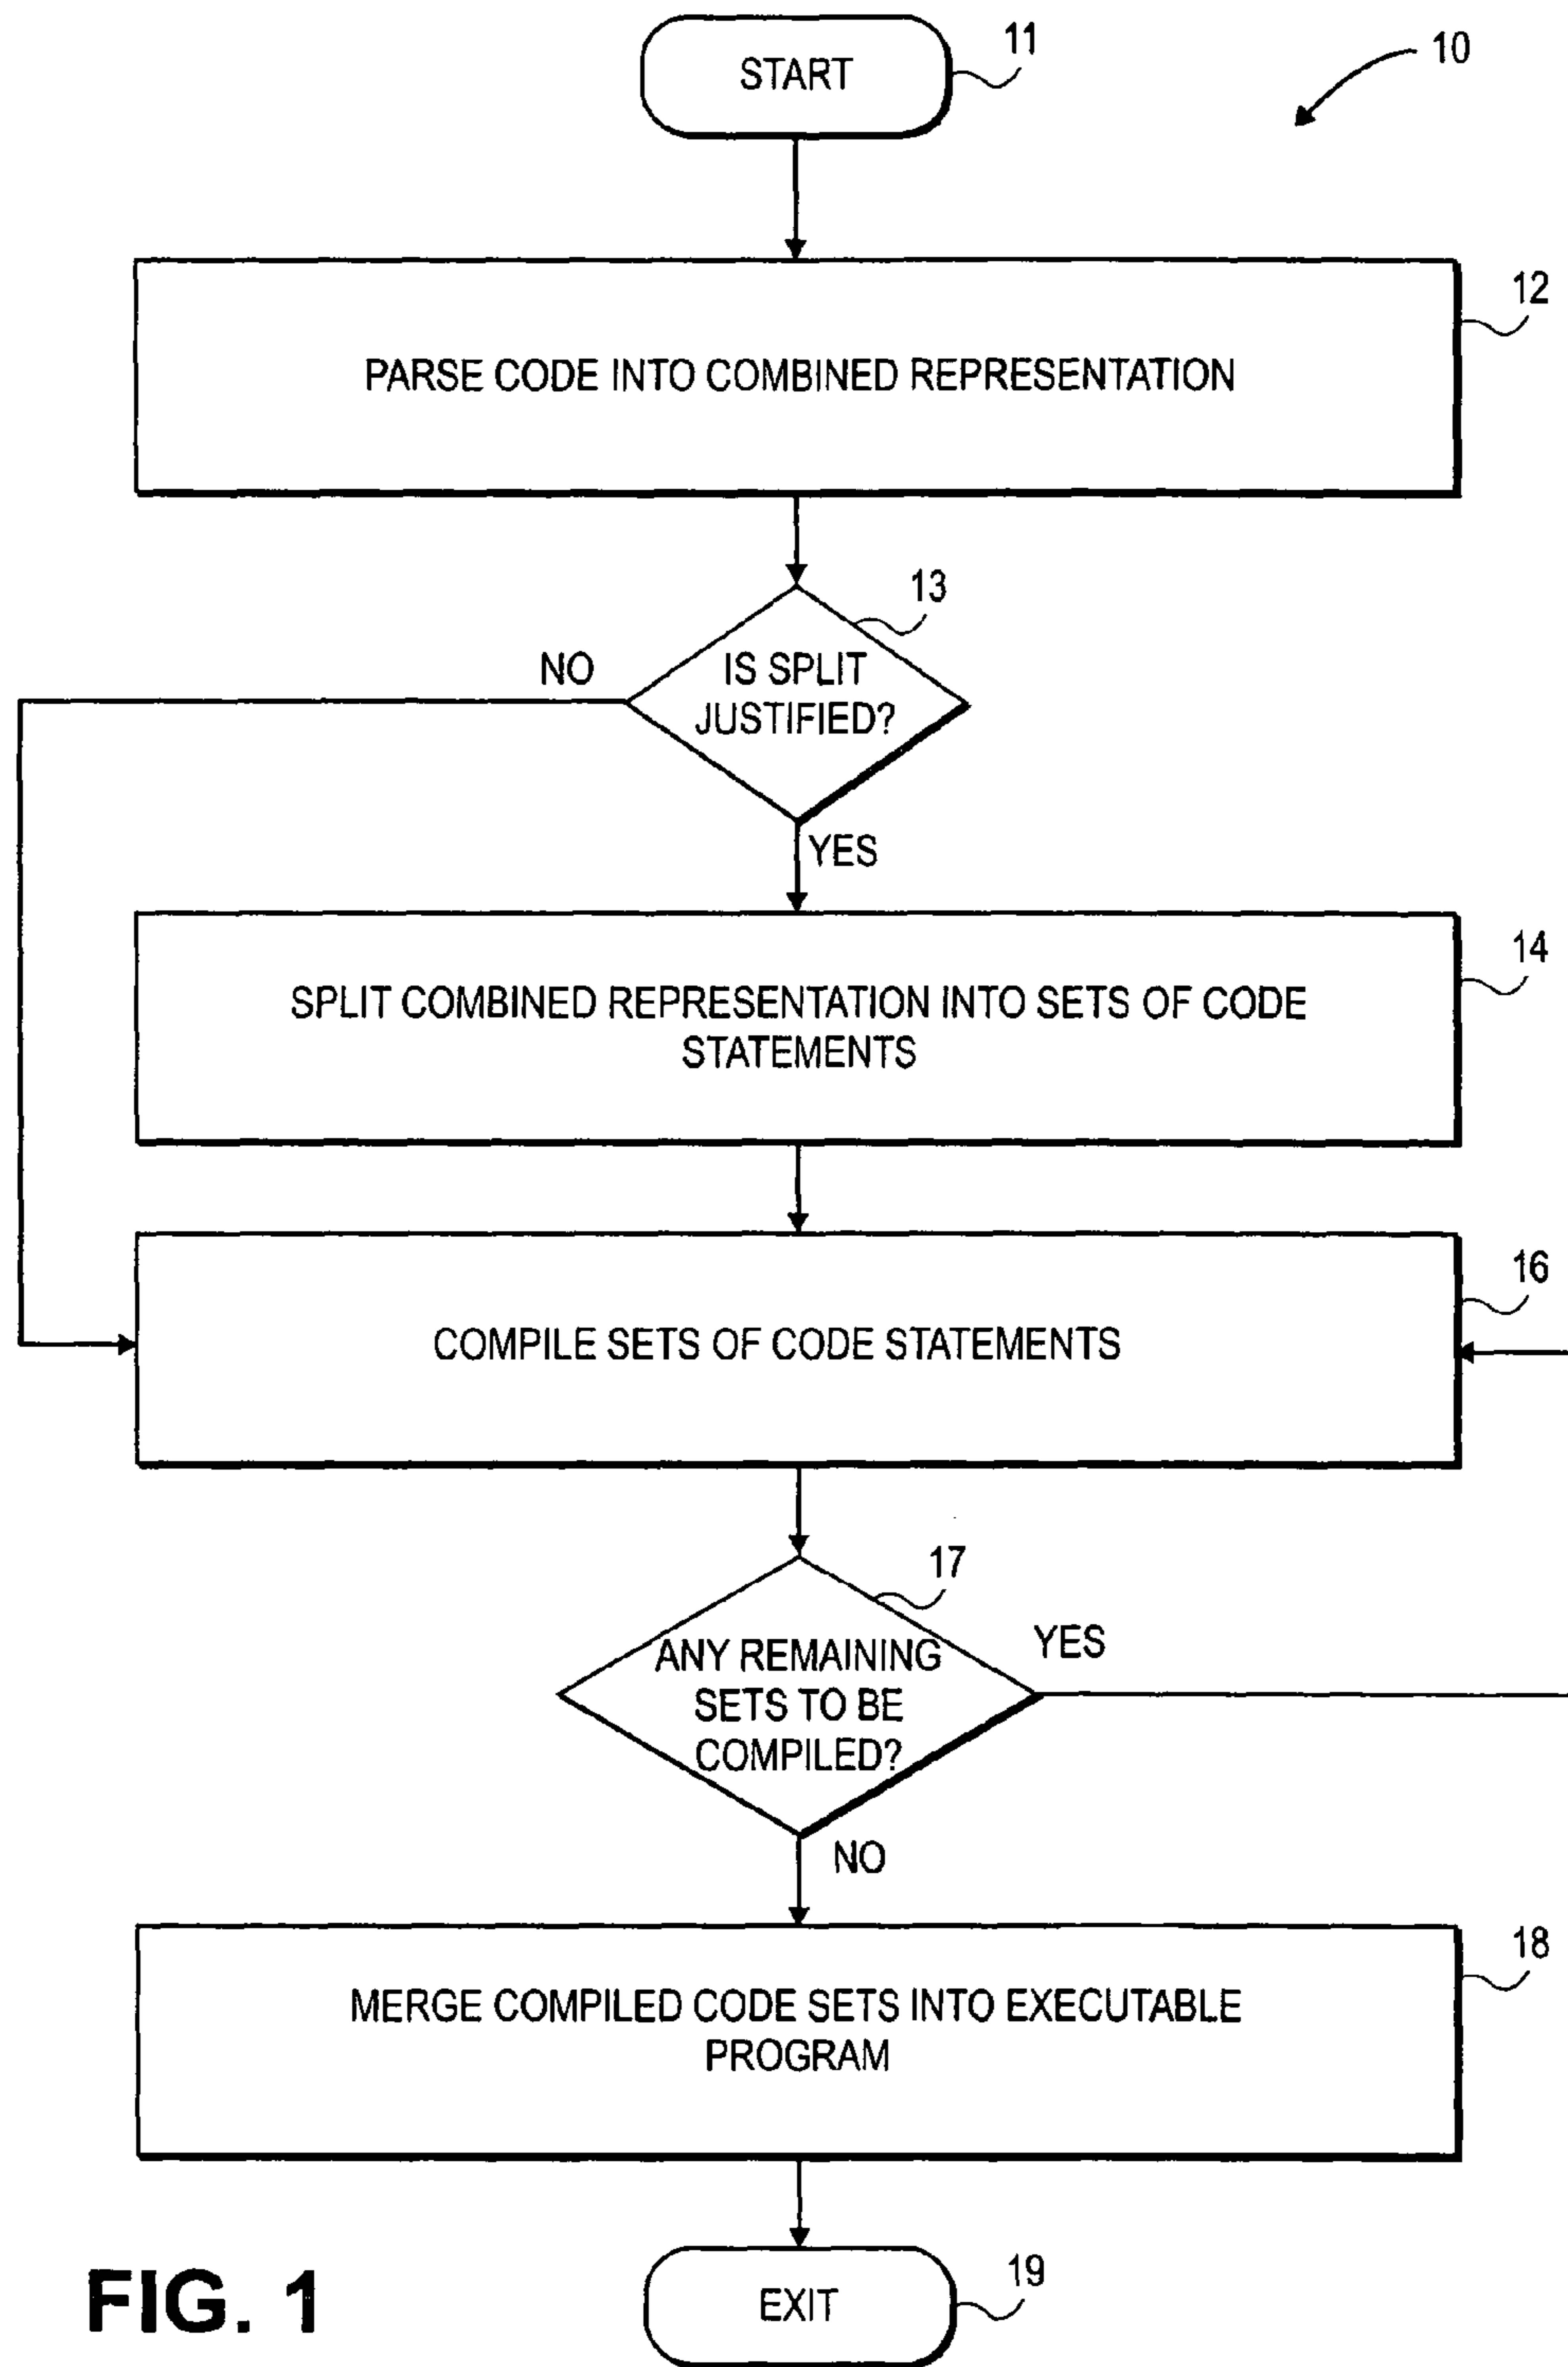 START
11
10
PARSE CODE INTO COMBINED REPRESENTATION
12
13
NO
IS SPLIT
JUSTIFIED?
YES
14
SPLIT COMBINED REPRESENTATION INTO SETS OF CODE
STATEMENTS
16
COMPILE SETS OF CODE STATEMENTS
17
YES
ANY REMAINING
SETS TO BE
COMPILED?
NO
18
MERGE COMPILED CODE SETS INTO EXECUTABLE
PROGRAM
19
EXIT
FIG. 1